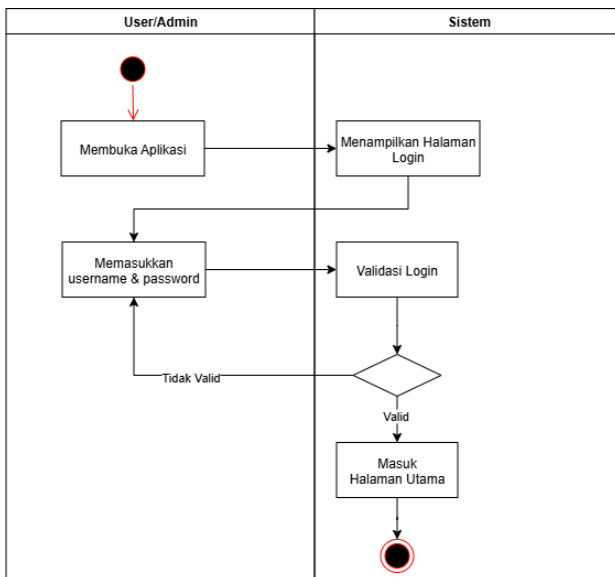 User/Admin
Sistem
Membuka Aplikasi
Menampilkan Halaman
Login
Memasukkan
username & password
Validasi Login
Tidak Valid
Valid
Masuk
Halaman Utama